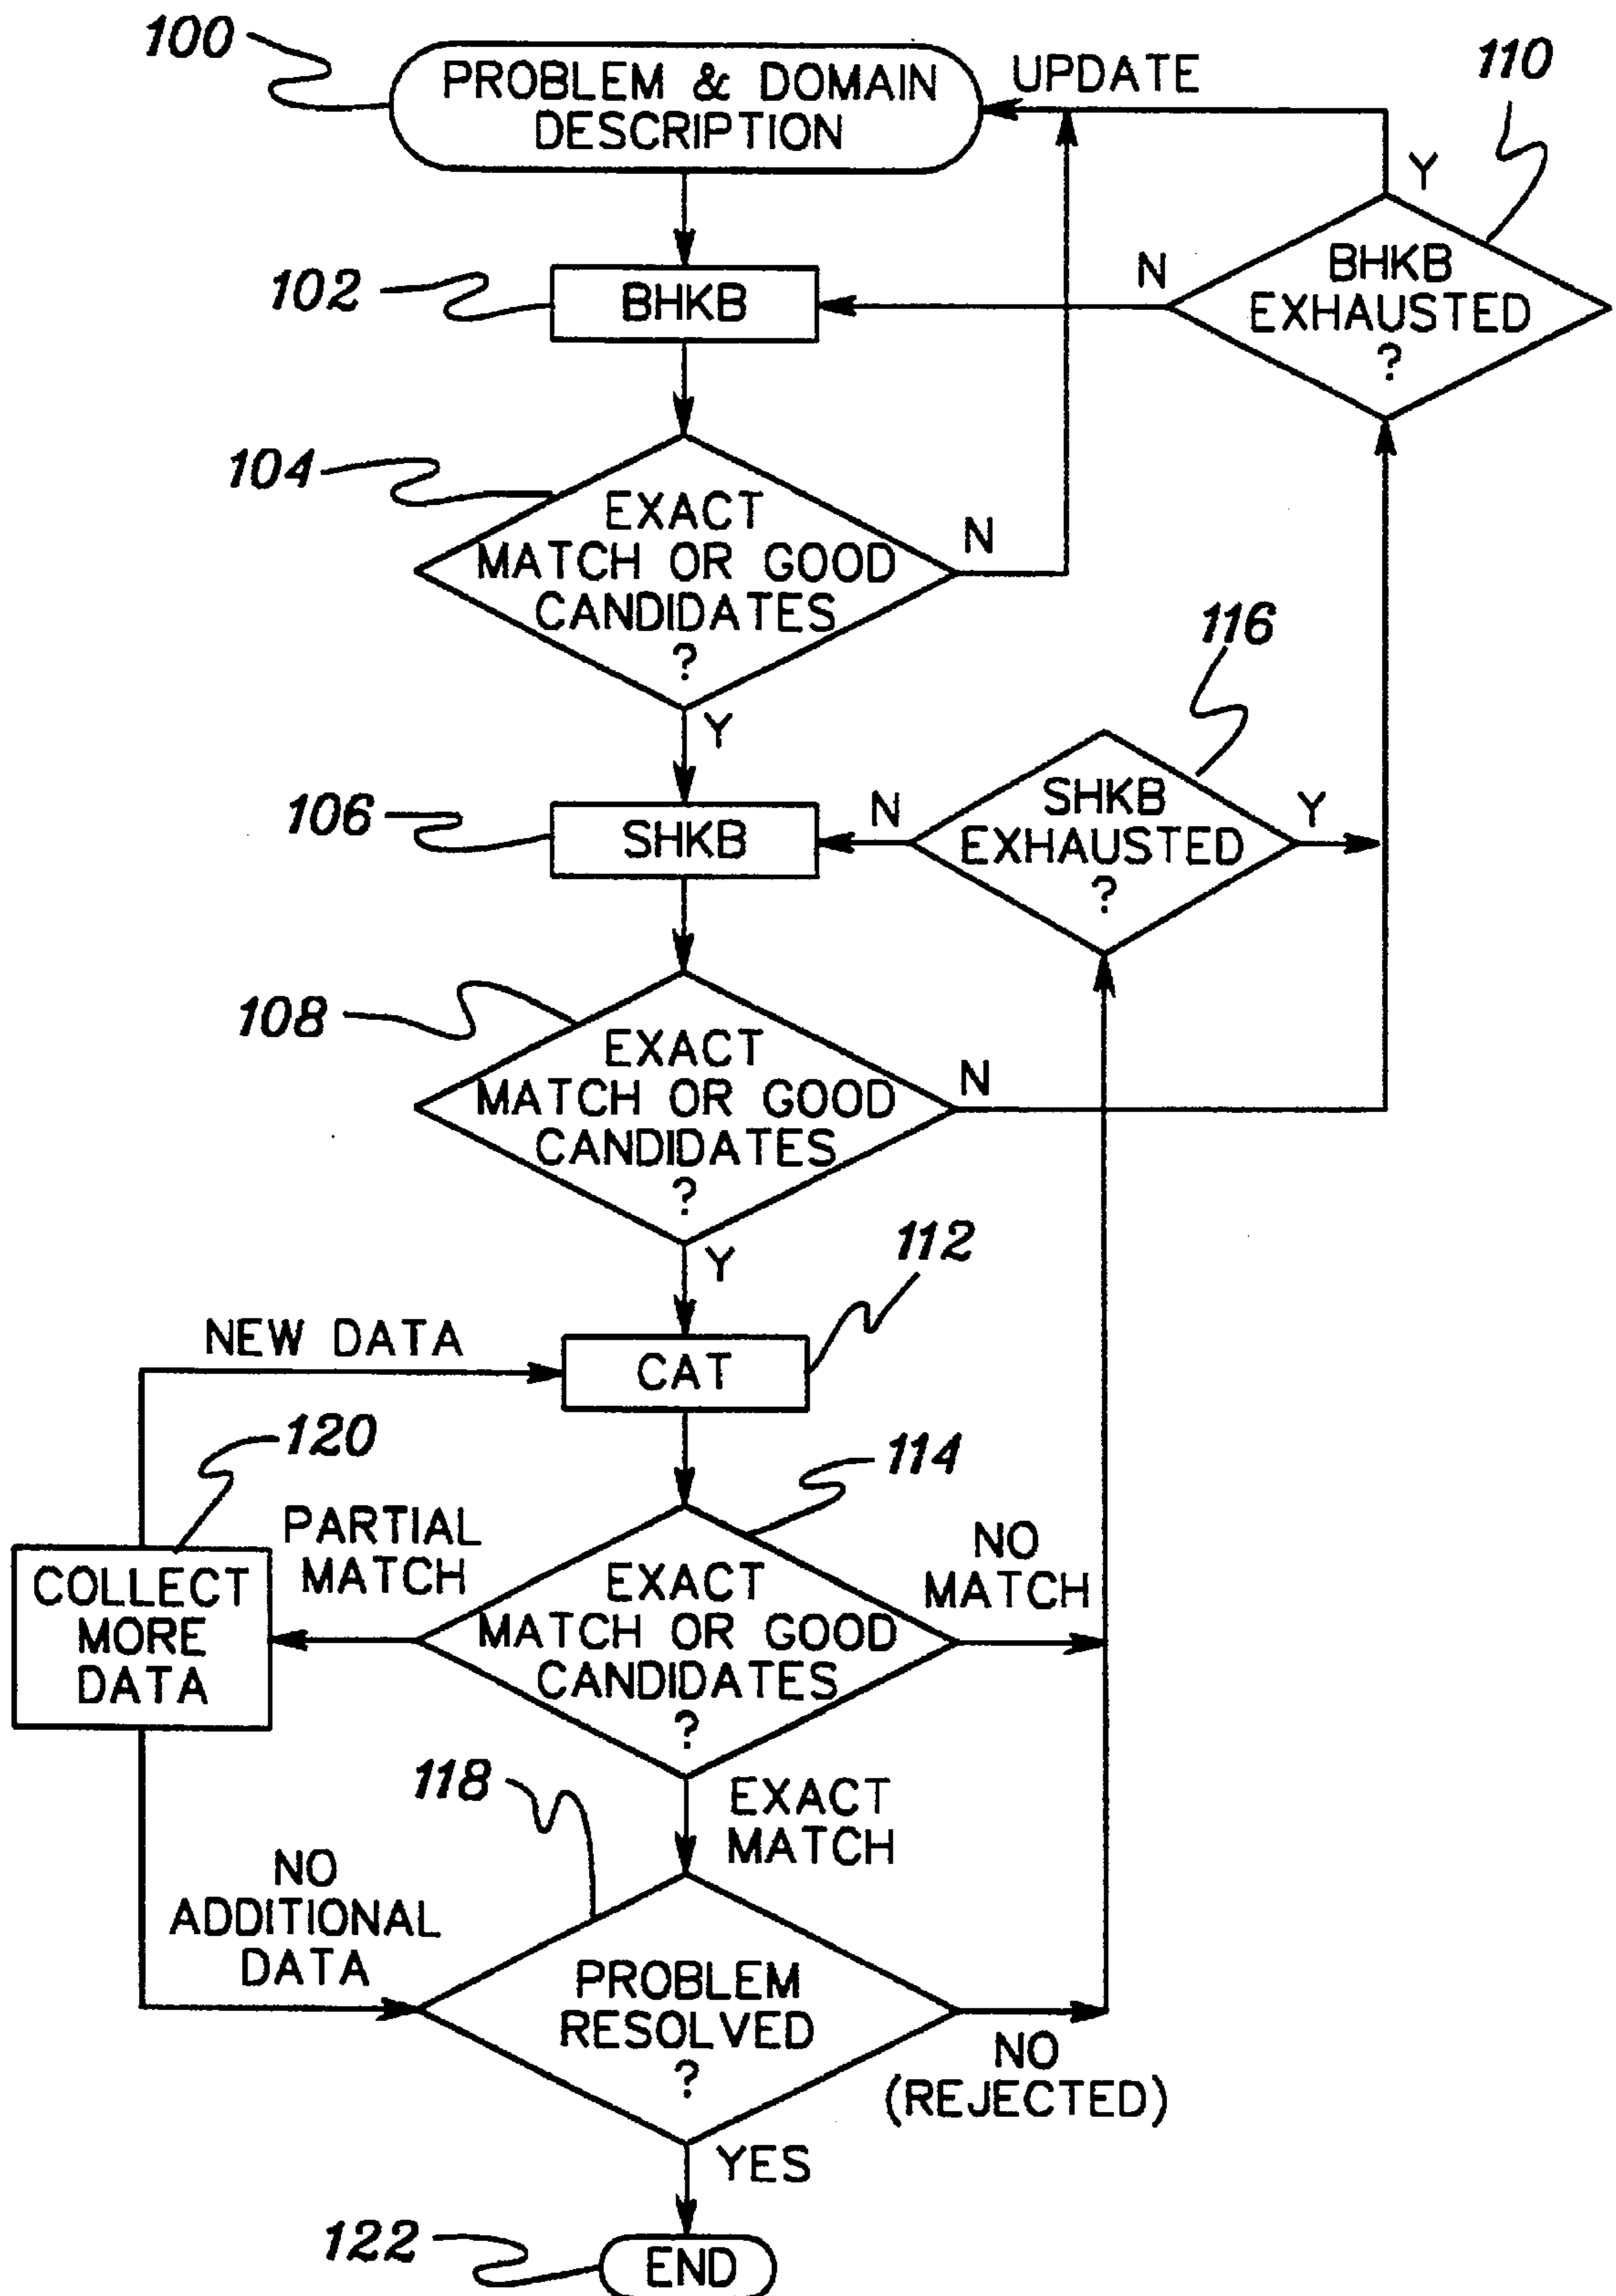 100
PROBLEM & DOMAIN
DESCRIPTION
UPDATE
110
Y
102
BHKB
N
BHKB
EXHAUSTED
?
104
EXACT
MATCH OR GOOD
CANDIDATES
?
N
Y
116
106
SHKB
N
SHKB
EXHAUSTED
?
Y
108
EXACT
MATCH OR GOOD
CANDIDATES
?
N
Y
112
NEW DATA
CAT
120
114
PARTIAL
MATCH
COLLECT
MORE
DATA
EXACT
MATCH OR GOOD
CANDIDATES
?
NO
MATCH
118
EXACT
MATCH
NO
ADDITIONAL
DATA
PROBLEM
RESOLVED
?
NO
(REJECTED)
YES
122
END